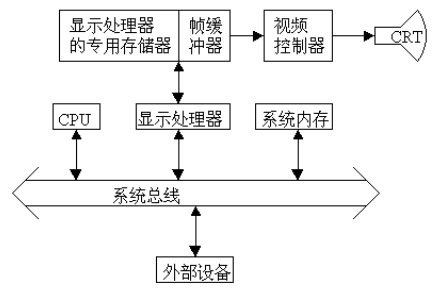 显示处理器
的专用存储器
帧缓
冲器
视频
控制器
CRT
CPU
显示处理器
系统内存
系统总线
外部设备